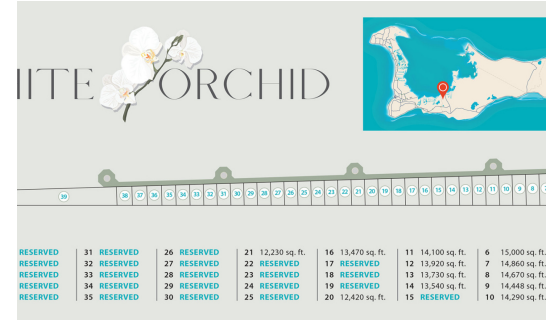 ITE ORCHID
39 38 37 36 35 34 33 32 31 30 29 28 27 26 25 24 23 22 21 20 19 18 17 16 15 14 13 12 11 10 9 8
RESERVED 31 RESERVED 26 RESERVED 21 12,230 sq. ft. 16 13,470 sq. ft. 11 14,100 sq. ft. 6 15,000 sq. ft.
RESERVED 32 RESERVED 27 RESERVED 22 RESERVED 17 RESERVED 12 13,920 sq. ft. 7 14,860 sq. ft.
RESERVED 33 RESERVED 28 RESERVED 23 RESERVED 18 RESERVED 13 13,730 sq. ft. 8 14,670 sq. ft.
RESERVED 34 RESERVED 29 RESERVED 24 RESERVED 19 RESERVED 14 13,540 sq. ft. 9 14,448 sq. ft.
RESERVED 35 RESERVED 30 RESERVED 25 RESERVED 20 12,420 sq. ft. 15 RESERVED 10 14,290 sq. ft.